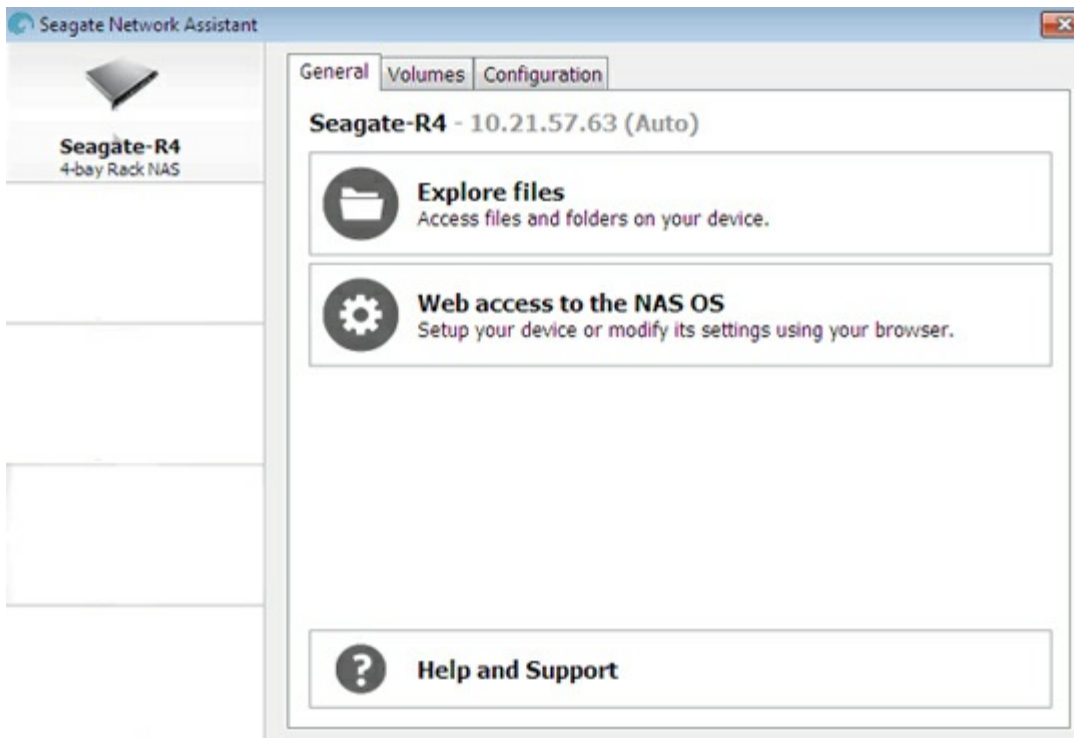 Seagate Network Assistant
Seagate-R4
4-bay Rack NAS
General Volumes Configuration
Seagate-R4 - 10.21.57.63 (Auto)
Explore files
Access files and folders on your device.
Web access to the NAS OS
Setup your device or modify its settings using your browser.
Help and Support